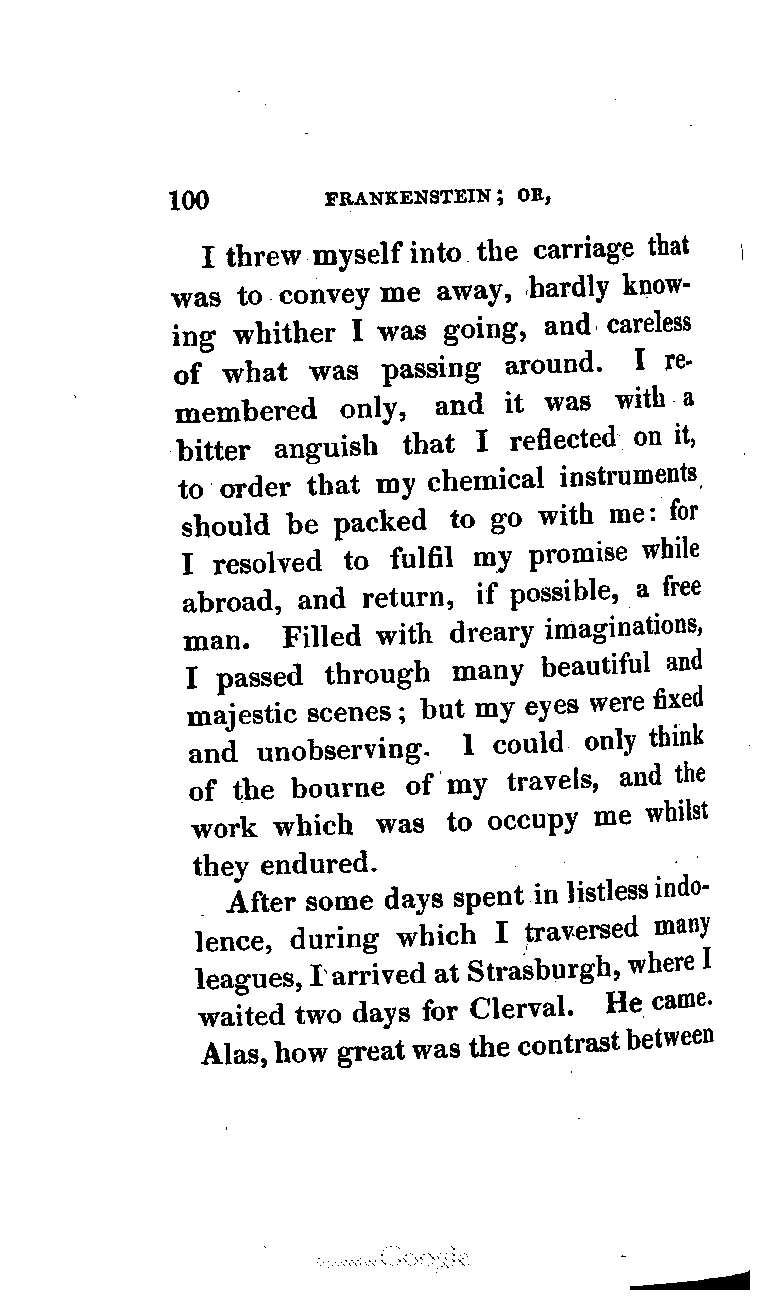 100 FRANKENSTEIN; OR,
I threw myself into the carriage that
was to convey me away, hardly know-
ing whither I was going, and careless
of what was passing around. I re-
membered only, and it was with a
bitter anguish that I reflected on it,
to order that my chemical instruments
should be packed to go with me: for
I resolved to fulfil my promise while
abroad, and return, if possible, a free
man. Filled with dreary imaginations,
I passed through many beautiful and
majestic scenes; but my eyes were fixed
and unobserving. I could only think
of the bourne of my travels, and the
work which was to occupy me whilst
they endured.
After some days spent in listless indo-
lence, during which I traversed many
leagues, I arrived at Strasburgh, where I
waited two days for Clerval. He came.
Alas, how great was the contrast between
Google